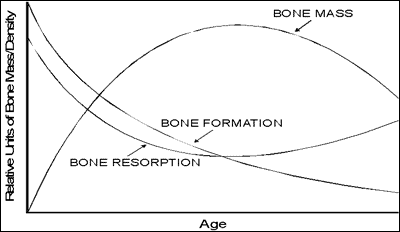 BONE MASS
Relative Units of Bone Mass/Density
BONE FORMATION
BONE RESORPTION
Age